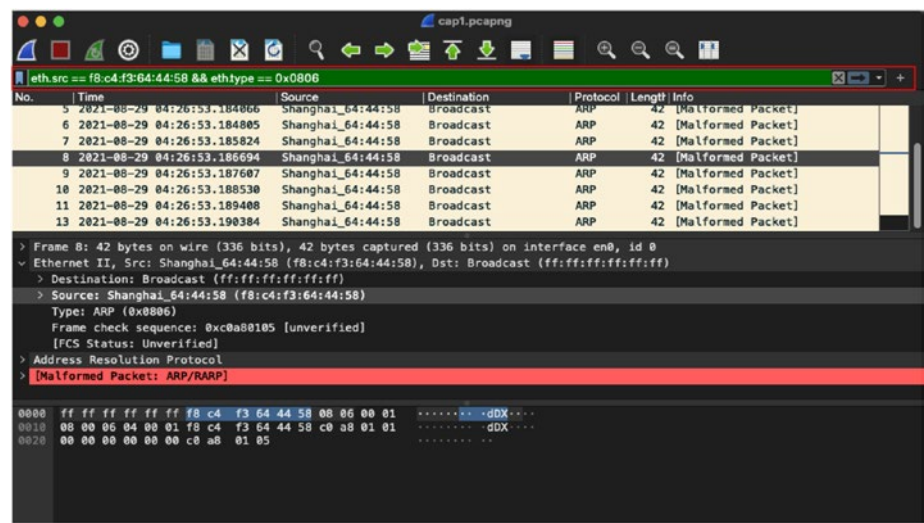 cap1.pcapng
eth.src == f8:c4:f3:64:44:58 && eth.type == 0x0806
No. Time Source Destination Protocol Length Info
5 2021-08-29 04:26:53.184066 Shanghai_64:44:58 Broadcast ARP 42 [Malformed Packet]
6 2021-08-29 04:26:53.184805 Shanghai_64:44:58 Broadcast ARP 42 [Malformed Packet]
7 2021-08-29 04:26:53.185824 Shanghai_64:44:58 Broadcast ARP 42 [Malformed Packet]
8 2021-08-29 04:26:53.186694 Shanghai_64:44:58 Broadcast ARP 42 [Malformed Packet]
9 2021-08-29 04:26:53.187607 Shanghai_64:44:58 Broadcast ARP 42 [Malformed Packet]
10 2021-08-29 04:26:53.188530 Shanghai_64:44:58 Broadcast ARP 42 [Malformed Packet]
11 2021-08-29 04:26:53.189408 Shanghai_64:44:58 Broadcast ARP 42 [Malformed Packet]
13 2021-08-29 04:26:53.190384 Shanghai_64:44:58 Broadcast ARP 42 [Malformed Packet]
> Frame 8: 42 bytes on wire (336 bits), 42 bytes captured (336 bits) on interface en0, id 0
Ethernet II, Src: Shanghai_64:44:58 (f8:c4:f3:64:44:58), Dst: Broadcast (ff:ff:ff:ff:ff:ff)
> Destination: Broadcast (ff:ff:ff:ff:ff:ff)
> Source: Shanghai_64:44:58 (f8:c4:f3:64:44:58)
Type: ARP (0x0806)
Frame check sequence: 0xc0a80105 [unverified]
[FCS Status: Unverified]
> Address Resolution Protocol
> [Malformed Packet: ARP/RARP]
0000 ff ff ff ff ff ff f8 c4 f3 64 44 58 08 06 00 01 ········ ·dDX····
0010 08 00 06 04 00 01 f8 c4 f3 64 44 58 c0 a8 01 01 ········ ·dDX····
0020 00 00 00 00 00 00 c0 a8 01 05 ········ ··